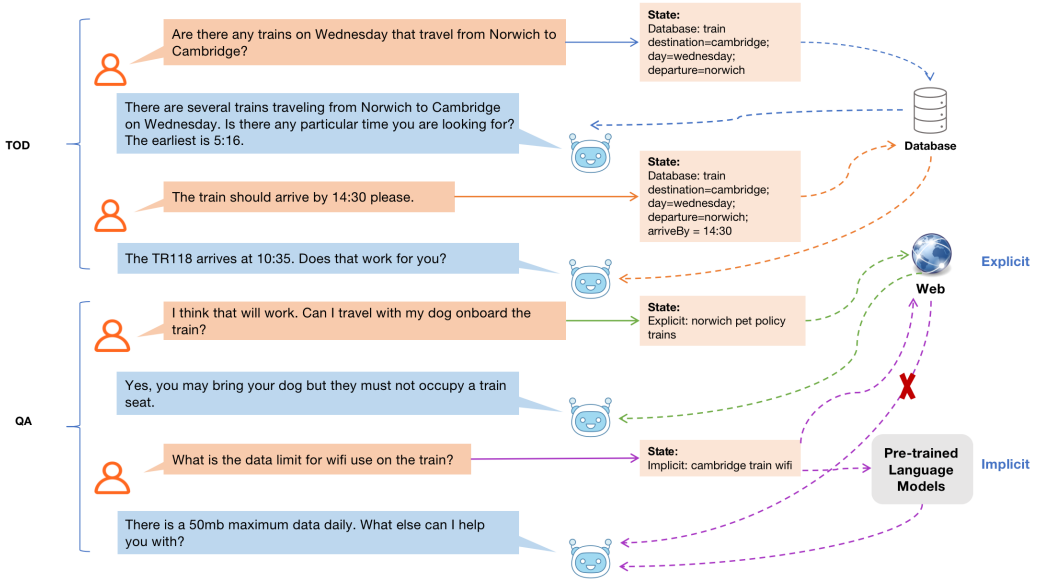 Are there any trains on Wednesday that travel from Norwich to
Cambridge?
State:
Database: train
destination=cambridge;
day=wednesday;
departure=norwich
There are several trains traveling from Norwich to Cambridge
on Wednesday. Is there any particular time you are looking for?
The earliest is 5:16.
TOD
Database
State:
Database: train
destination=cambridge;
day=wednesday;
departure=norwich;
arriveBy = 14:30
The train should arrive by 14:30 please.
The TR118 arrives at 10:35. Does that work for you?
Explicit
Web
I think that will work. Can I travel with my dog onboard the
train?
State:
Explicit: norwich pet policy
trains
Yes, you may bring your dog but they must not occupy a train
seat.
QA
What is the data limit for wifi use on the train?
State:
Implicit: cambridge train wifi
Pre-trained
Language
Models
Implicit
There is a 50mb maximum data daily. What else can I help
you with?